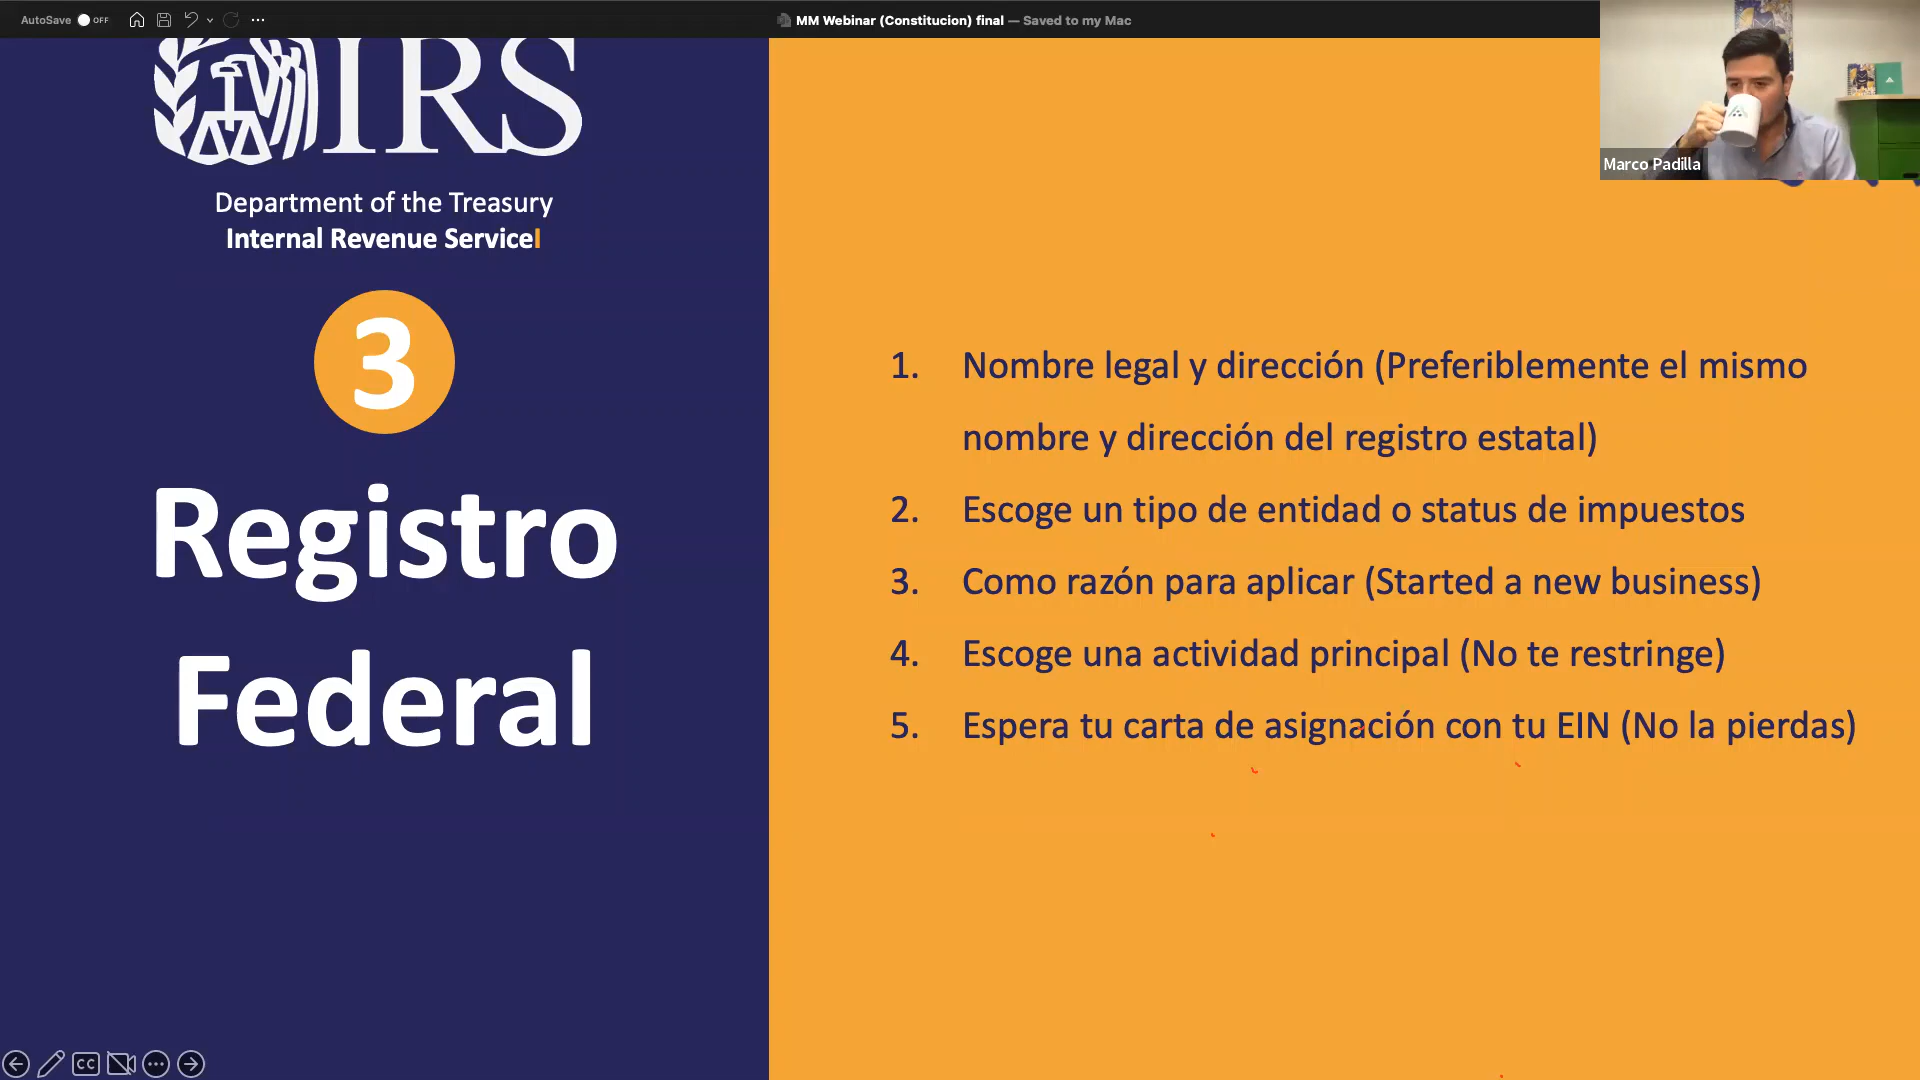 AutoSave OFF
MM Webinar (Constitucion) final — Saved to my Mac
Marco Padilla
IRS
Department of the Treasury
Internal Revenue ServiceI
3
Registro
Federal
1. Nombre legal y dirección (Preferiblemente el mismo
nombre y dirección del registro estatal)
2. Escoge un tipo de entidad o status de impuestos
3. Como razón para aplicar (Started a new business)
4. Escoge una actividad principal (No te restringe)
5. Espera tu carta de asignación con tu EIN (No la pierdas)
CC